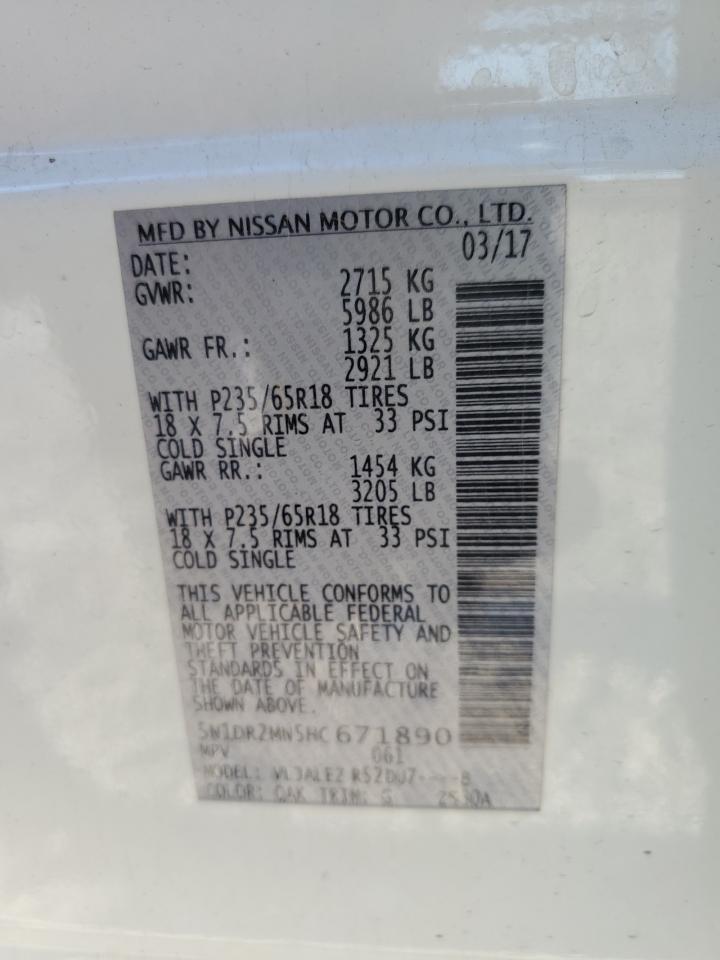 MFD BY NISSAN MOTOR CO., LTD.
DATE: 03/17
GVWR: 2715 KG
5986 LB
GAWR FR.: 1325 KG
2921 LB
WITH P235/65R18 TIRES
18 X 7.5 RIMS AT 33 PSI
COLD SINGLE
GAWR RR.: 1454 KG
3205 LB
WITH P235/65R18 TIRES
18 X 7.5 RIMS AT 33 PSI
COLD SINGLE
THIS VEHICLE CONFORMS TO
ALL APPLICABLE FEDERAL
MOTOR VEHICLE SAFETY AND
THEFT PREVENTION
STANDARDS IN EFFECT ON
THE DATE OF MANUFACTURE
SHOWN ABOVE.
5N1DR2MN5HC671890
MPV 061
MODEL:
COLOR: QAK TRIM: G